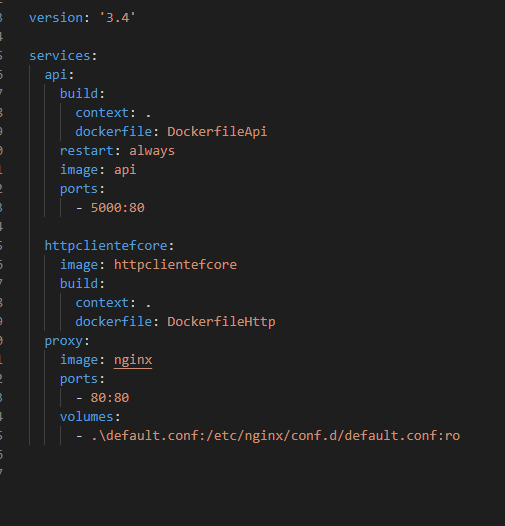 version: '3.4'
services:
api:
build:
context: .
dockerfile: DockerfileApi
restart: always
image: api
ports:
- 5000:80
httpclientefcore:
image: httpclientefcore
build:
context: .
dockerfile: DockerfileHttp
proxy:
image: nginx
ports:
- 80:80
volumes:
- .\default.conf:/etc/nginx/conf.d/default.conf:ro